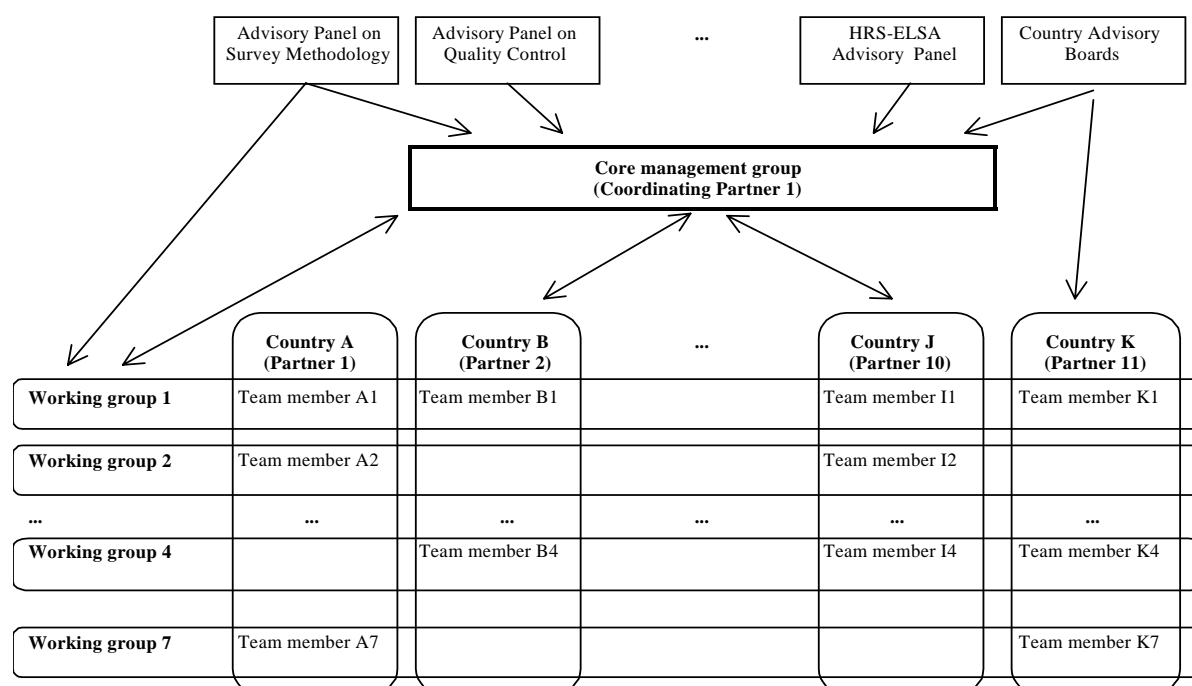 Advisory Panel on
Survey Methodology
Advisory Panel on
Quality Control
...
HRS-ELSA
Advisory Panel
Country Advisory
Boards
Core management group
(Coordinating Partner 1)
Country A
(Partner 1)
Country B
(Partner 2)
...
Country J
(Partner 10)
Country K
(Partner 11)
Working group 1 Team member A1 Team member B1 Team member I1 Team member K1
Working group 2 Team member A2 Team member I2
... ... ... ... ... ...
Working group 4 Team member B4 Team member I4 Team member K4
Working group 7 Team member A7 Team member K7